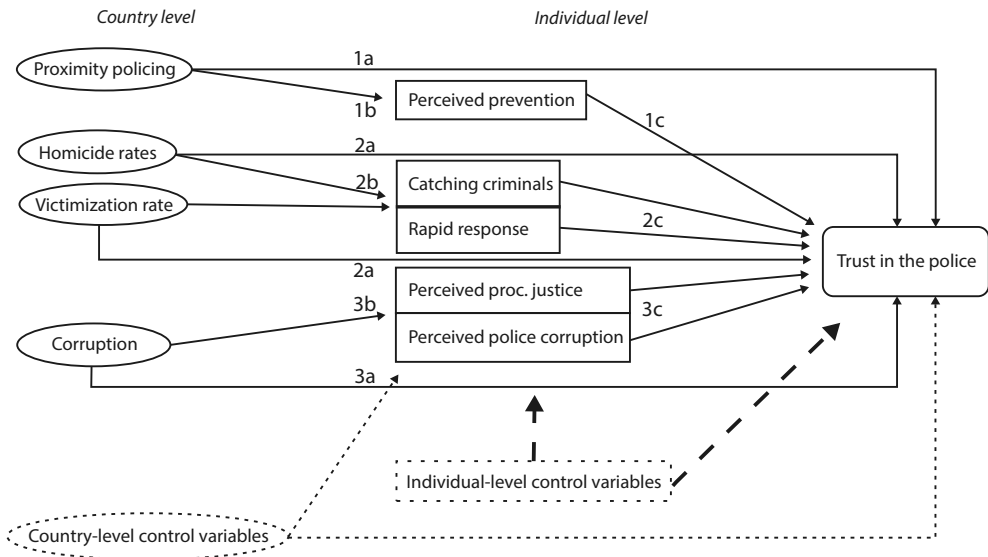 Country level
Individual level
Proximity policing
1a
Perceived prevention
1b
1c
Homicide rates
2a
2b
Catching criminals
Victimization rate
Rapid response
2c
Trust in the police
2a
Perceived proc. justice
3b
3c
Corruption
Perceived police corruption
3a
Individual-level control variables
Country-level control variables